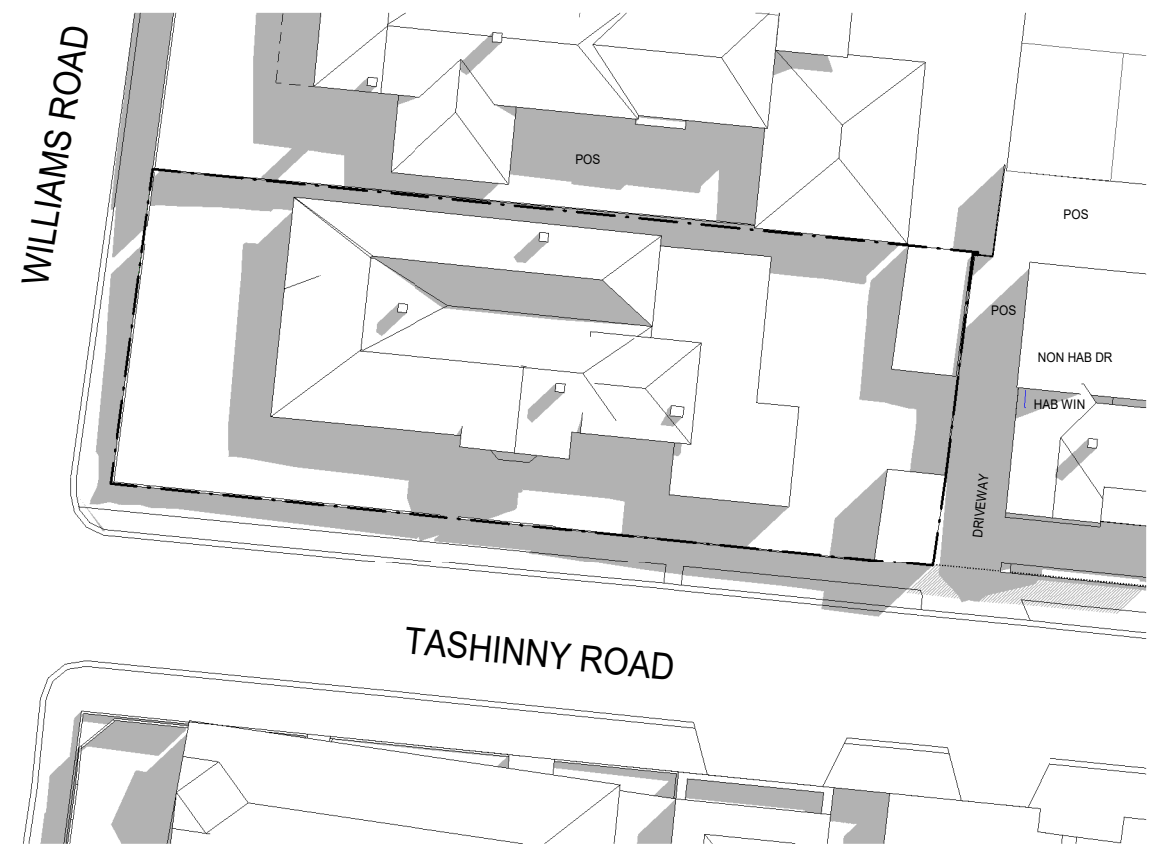 WILLIAMS ROAD
POS
POS
POS
NON HAB DR
HAB WIN
DRIVEWAY
TASHINNY ROAD